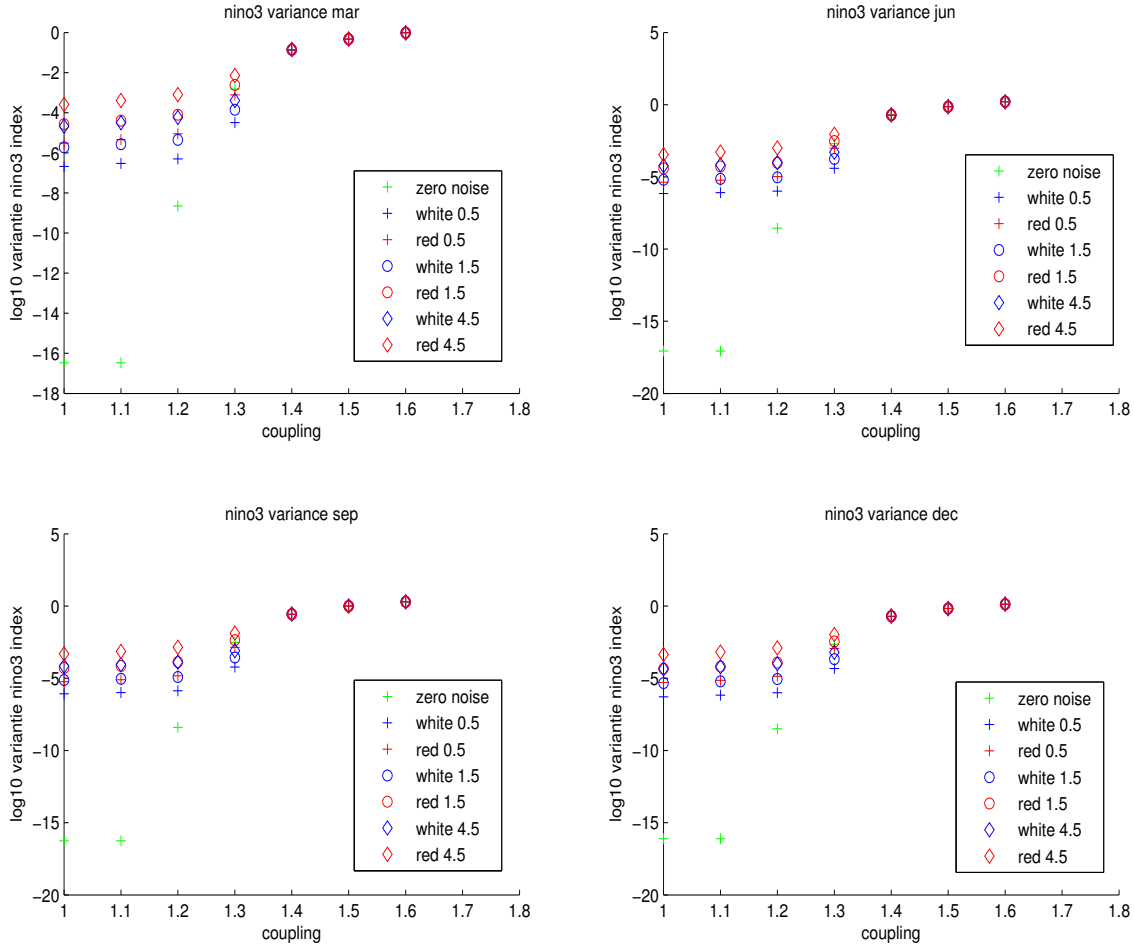 nino3 variance mar
0
−2
−4
−6
−8
−10
−12
−14
−16
−18
log10 variantie nino3 index
1 1.1 1.2 1.3 1.4 1.5 1.6 1.7 1.8
coupling
zero noise
white 0.5
red 0.5
white 1.5
red 1.5
white 4.5
red 4.5
nino3 variance jun
5
0
−5
−10
−15
−20
log10 variantie nino3 index
1 1.1 1.2 1.3 1.4 1.5 1.6 1.7 1.8
coupling
zero noise
white 0.5
red 0.5
white 1.5
red 1.5
white 4.5
red 4.5
nino3 variance sep
5
0
−5
−10
−15
−20
log10 variantie nino3 index
1 1.1 1.2 1.3 1.4 1.5 1.6 1.7 1.8
coupling
zero noise
white 0.5
red 0.5
white 1.5
red 1.5
white 4.5
red 4.5
nino3 variance dec
5
0
−5
−10
−15
−20
log10 variantie nino3 index
1 1.1 1.2 1.3 1.4 1.5 1.6 1.7 1.8
coupling
zero noise
white 0.5
red 0.5
white 1.5
red 1.5
white 4.5
red 4.5